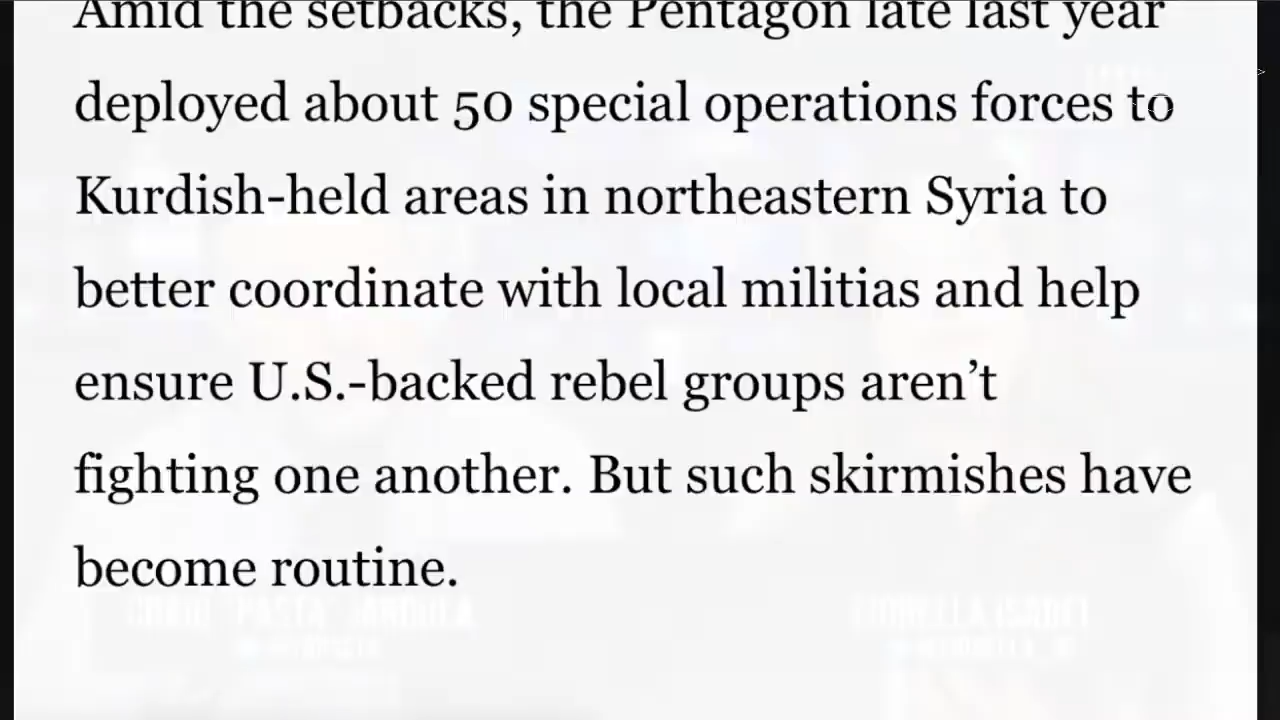 Amid the setbacks, the Pentagon late last year
deployed about 50 special operations forces to
Kurdish-held areas in northeastern Syria to
better coordinate with local militias and help
ensure U.S.-backed rebel groups aren’t
fighting one another. But such skirmishes have
become routine.